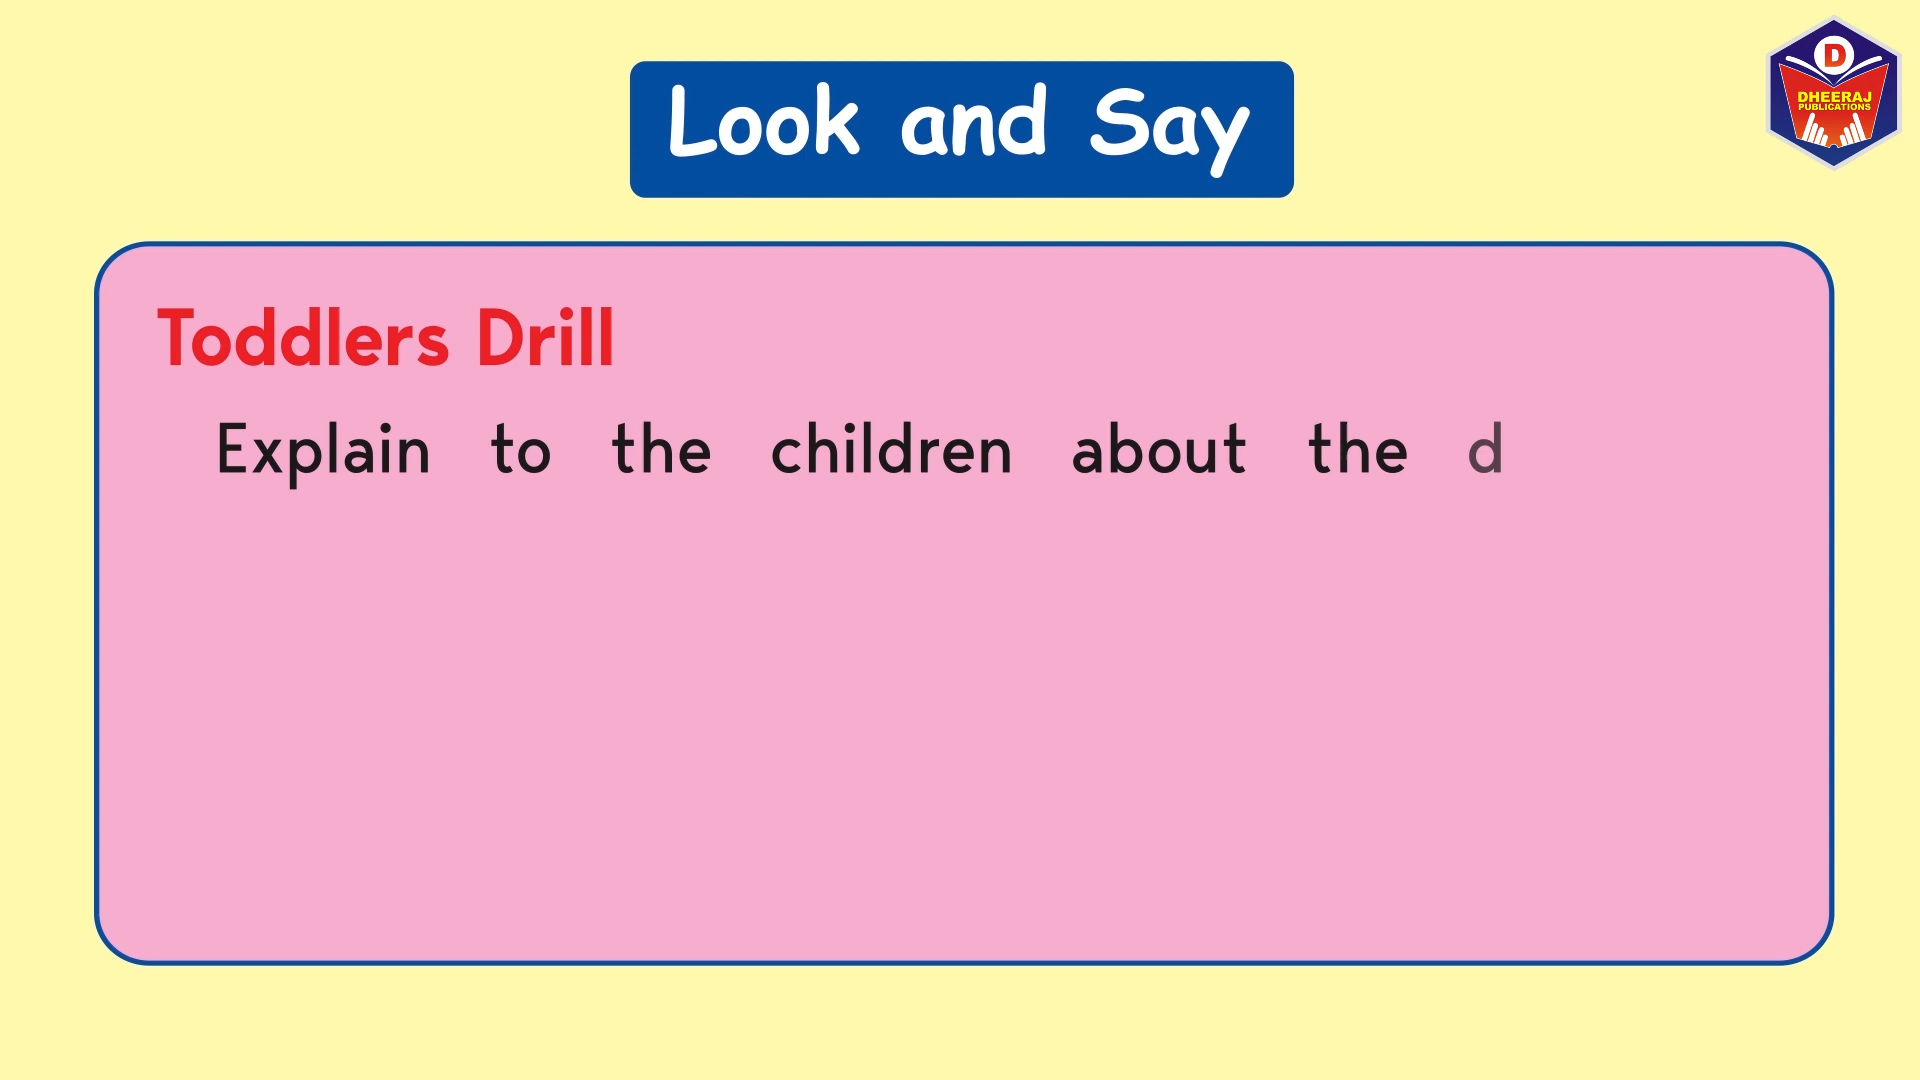 Look and Say
D
DHEERAJ
PUBLICATIONS
Toddlers Drill
Explain to the children about the d